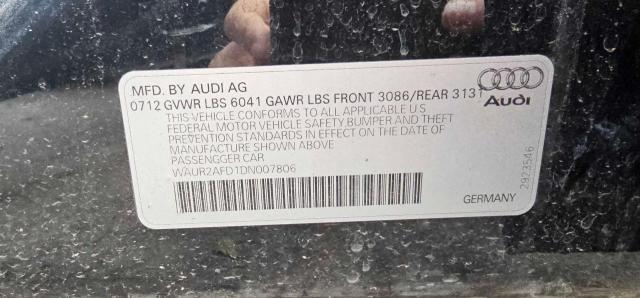 MFD. BY AUDI AG
0712 GVWR LBS 6041 GAWR LBS FRONT 3086/REAR 3131
Audi
THIS VEHICLE CONFORMS TO ALL APPLICABLE U.S
FEDERAL MOTOR VEHICLE SAFETY BUMPER AND THEFT
PREVENTION STANDARDS IN EFFECT ON THE DATE OF
MANUFACTURE SHOWN ABOVE
PASSENGGER CAR
WAUR2AFD1DN007806
2923546
GERMANY